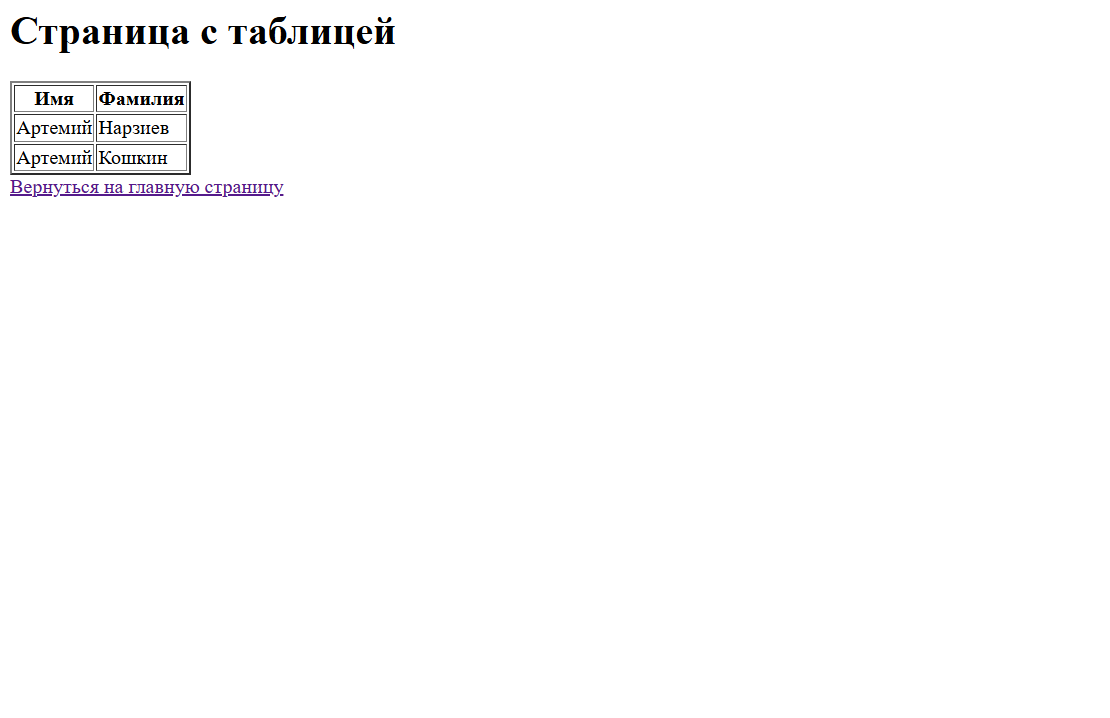 Страница с таблицей
Имя Фамилия
Артемий Нарзиев
Артемий Кошкин
Вернуться на главную страницу